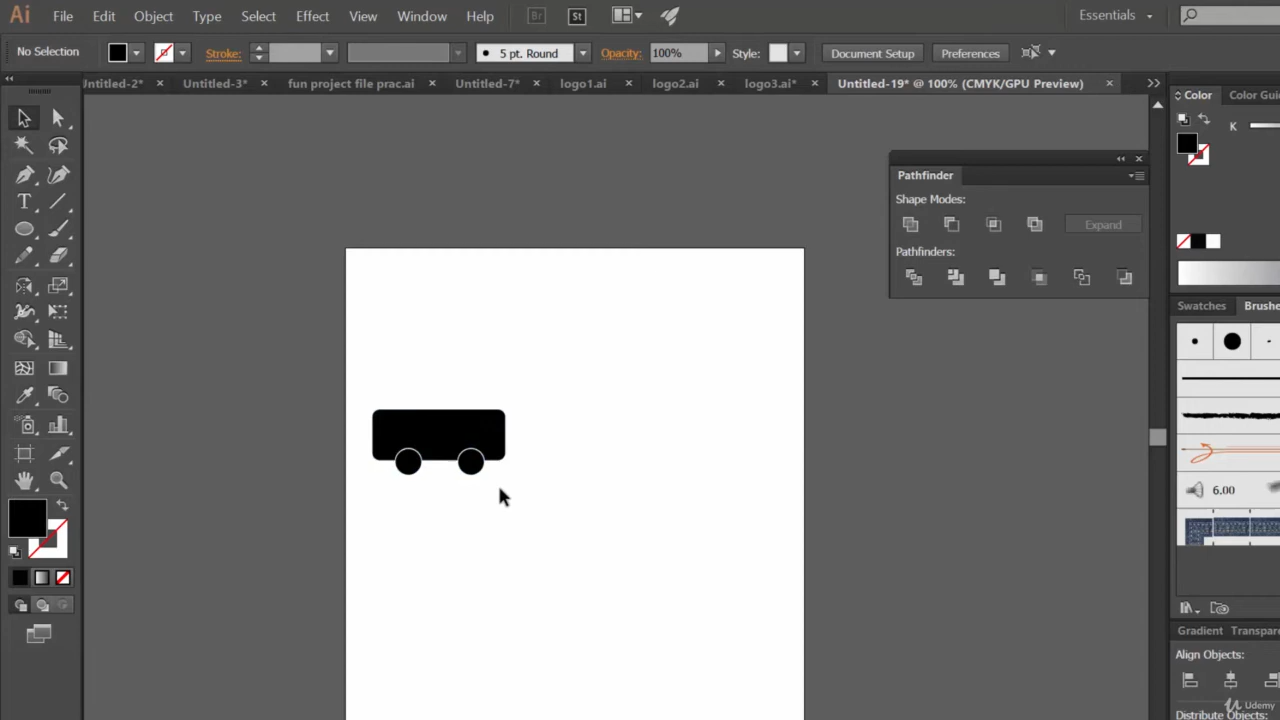 Ai File Edit Object Type Select Effect View Window Help Br St Essentials
No Selection Stroke: 5 pt. Round Opacity: 100% Style: Document Setup Preferences
Untitled-2* × Untitled-3* × fun project file prac.ai × Untitled-7* × logo1.ai × logo2.ai × logo3.ai* × Untitled-19* @ 100% (CMYK/GPU Preview) ×
Color Color Gui
K
Pathfinder
Shape Modes:
Expand
Pathfinders:
Swatches Brushe
6.00
Gradient Transpar
Align Objects:
Distribute Objects:
Udemy